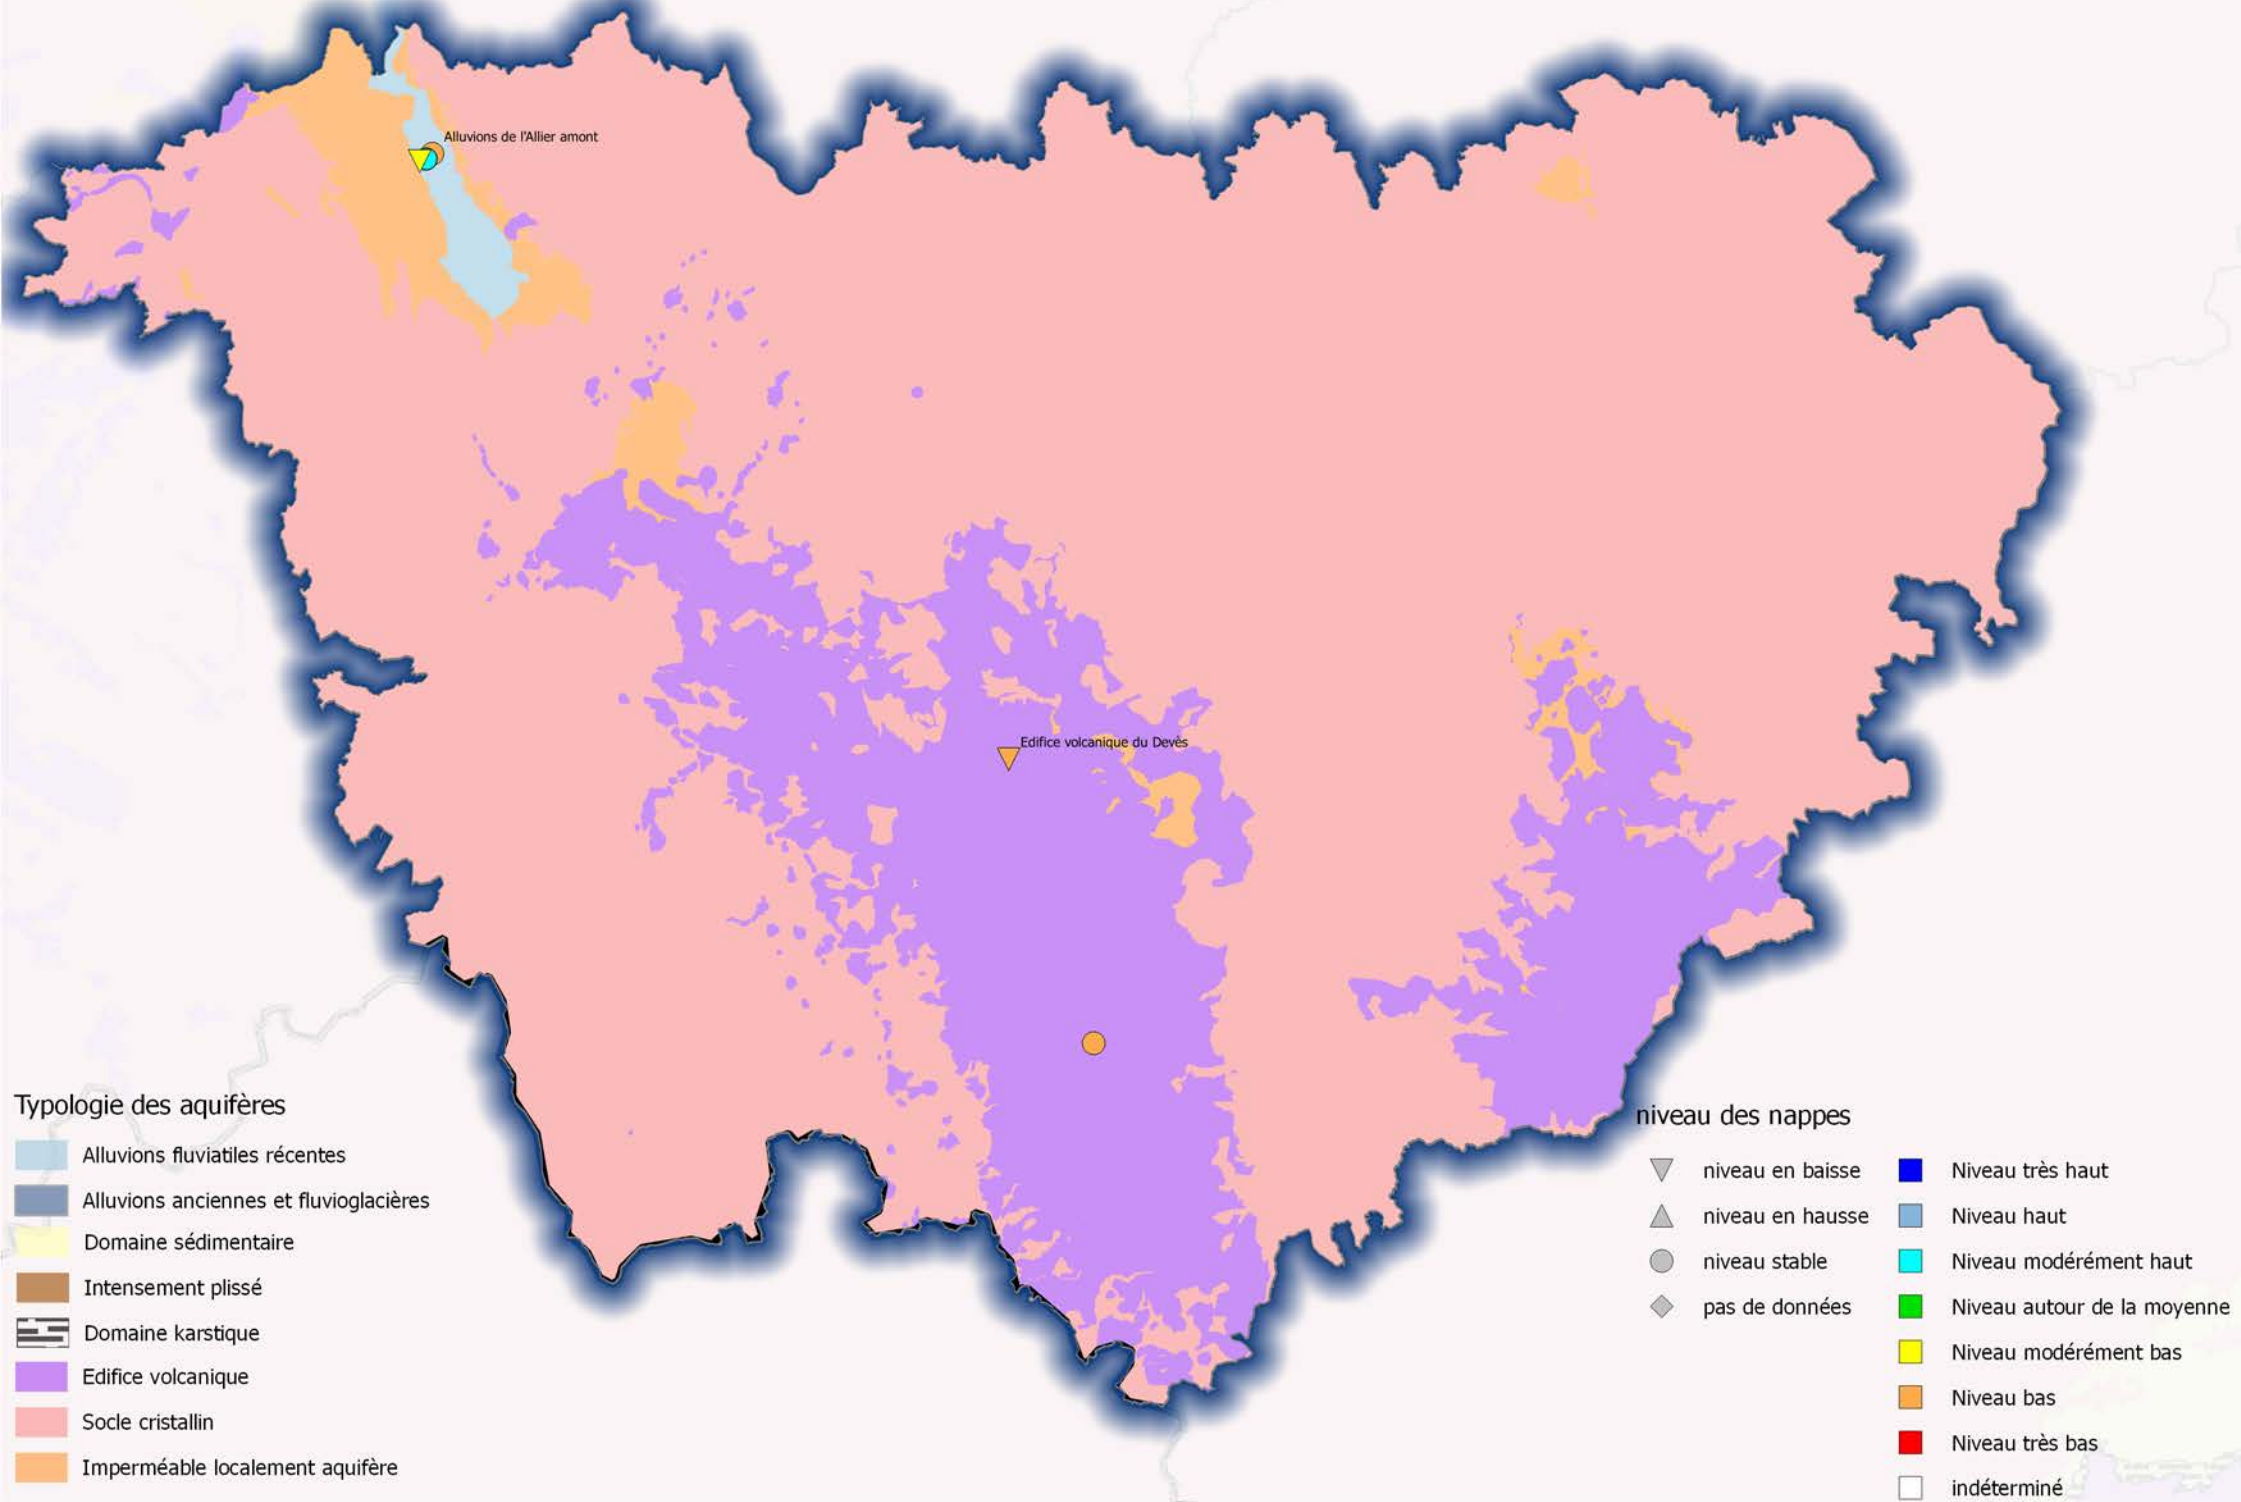 Alluvions de l'Allier amont
Edifice volcanique du Devès
Typologie des aquifères
Alluvions fluviatiles récentes
Alluvions anciennes et fluvioglacières
Domaine sédimentaire
Intensement plissé
Domaine karstique
Edifice volcanique
Socle cristallin
Imperméable localement aquifère
niveau des nappes
niveau en baisse
niveau en hausse
niveau stable
pas de données
Niveau très haut
Niveau haut
Niveau modérément haut
Niveau autour de la moyenne
Niveau modérément bas
Niveau bas
Niveau très bas
indéterminé